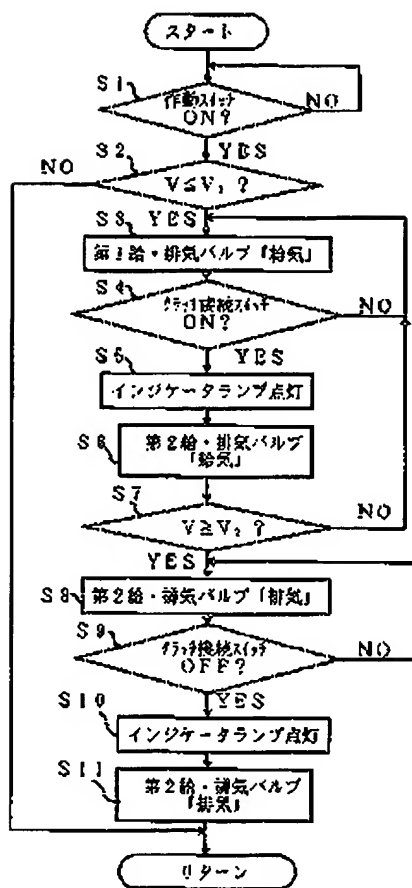 スタート
S1
作動スイッチ
ON?
NO
YES
S2
NO
V≦V₁ ?
YES
S3
第1給・排気バルブ「給気」
S4
クラッチ接続スイッチ
ON?
NO
YES
S5
インジケータランプ点灯
S6
第2給・排気バルブ
「給気」
S7
V≧V₂ ?
NO
YES
S8
第2給・排気バルブ「排気」
S9
クラッチ接続スイッチ
OFF?
NO
YES
S10
インジケータランプ点灯
S11
第2給・排気バルブ
「排気」
リターン